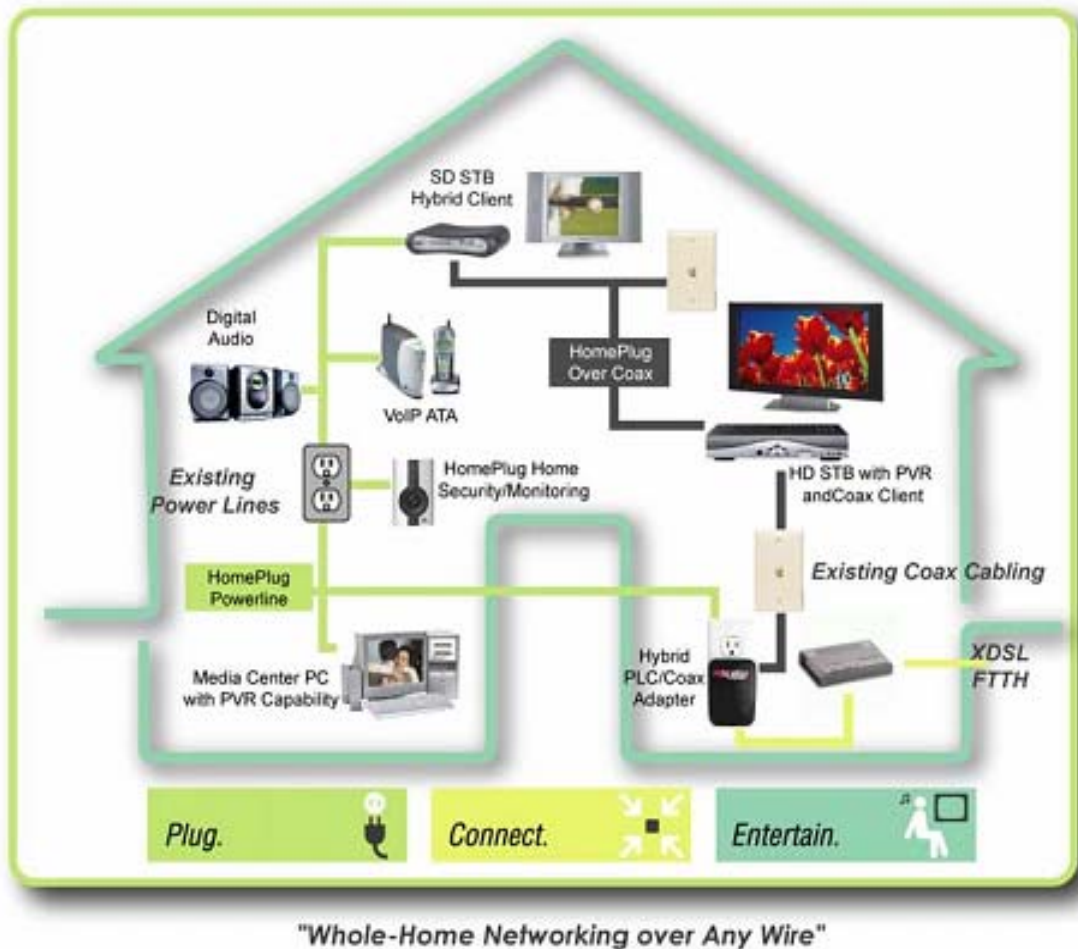 SD STB
Hybrid Client
Digital
Audio
VoIP ATA
HomePlug
Over Coax
Existing
Power Lines
HomePlug Home
Security/Monitoring
HD STB with PVR
andCoax Client
Existing Coax Cabling
HomePlug
Powerline
Media Center PC
with PVR Capability
Hybrid
PLC/Coax
Adapter
XDSL
FTTH
Plug.
Connect.
Entertain.
"Whole-Home Networking over Any Wire"